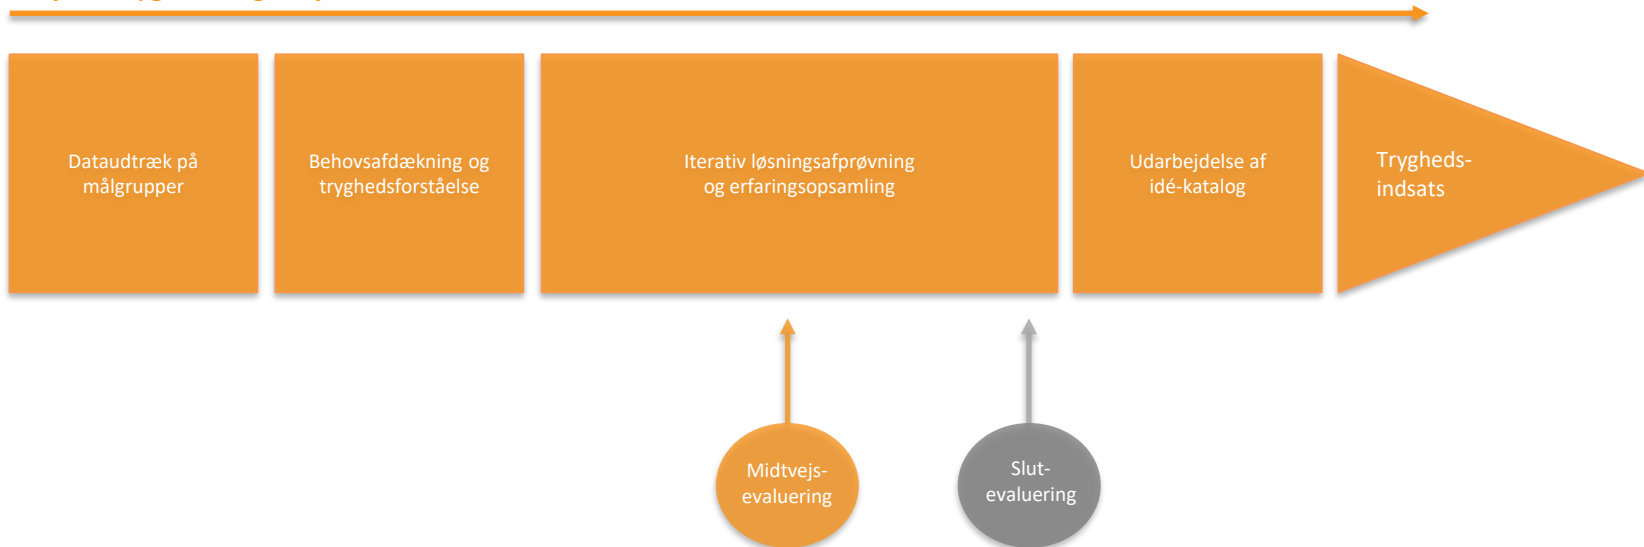 Dataudtræk på
målgrupper
Behovsafdækning og
tryghedsforståelse
Iterativ løsningsafprøvning
og erfaringsopsamling
Udarbejdelse af
idé-katalog
Trygheds-
indsats
Midtvejs-
evaluering
Slut-
evaluering